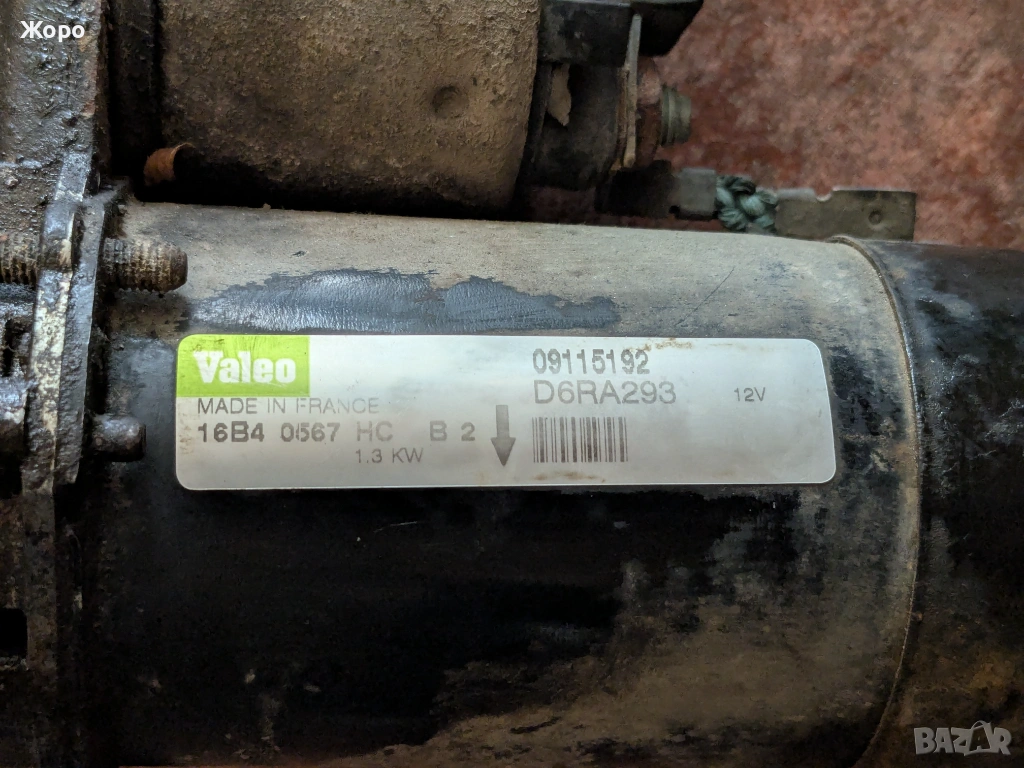 Жоро
Valeo
MADE IN FRANCE
16B4 0567 HC B 2
1.3 KW
09115192
D6RA293
12V
BAZAR